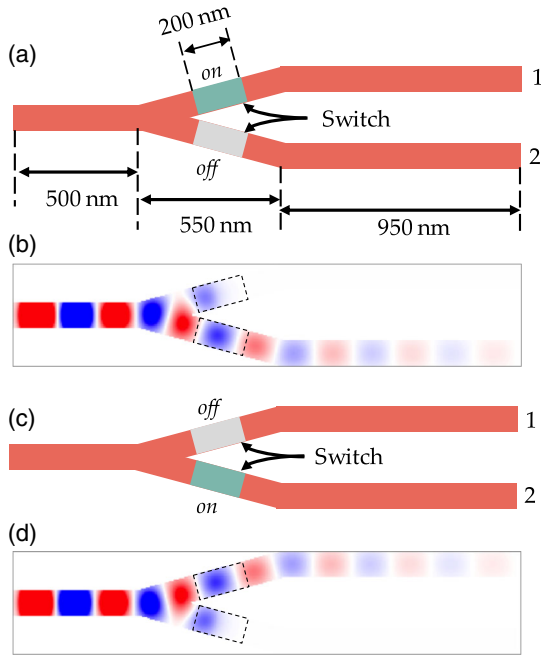 200 nm
(a)
on
1
Switch
2
off
500 nm
550 nm
950 nm
(b)
(c)
off
1
Switch
2
on
(d)